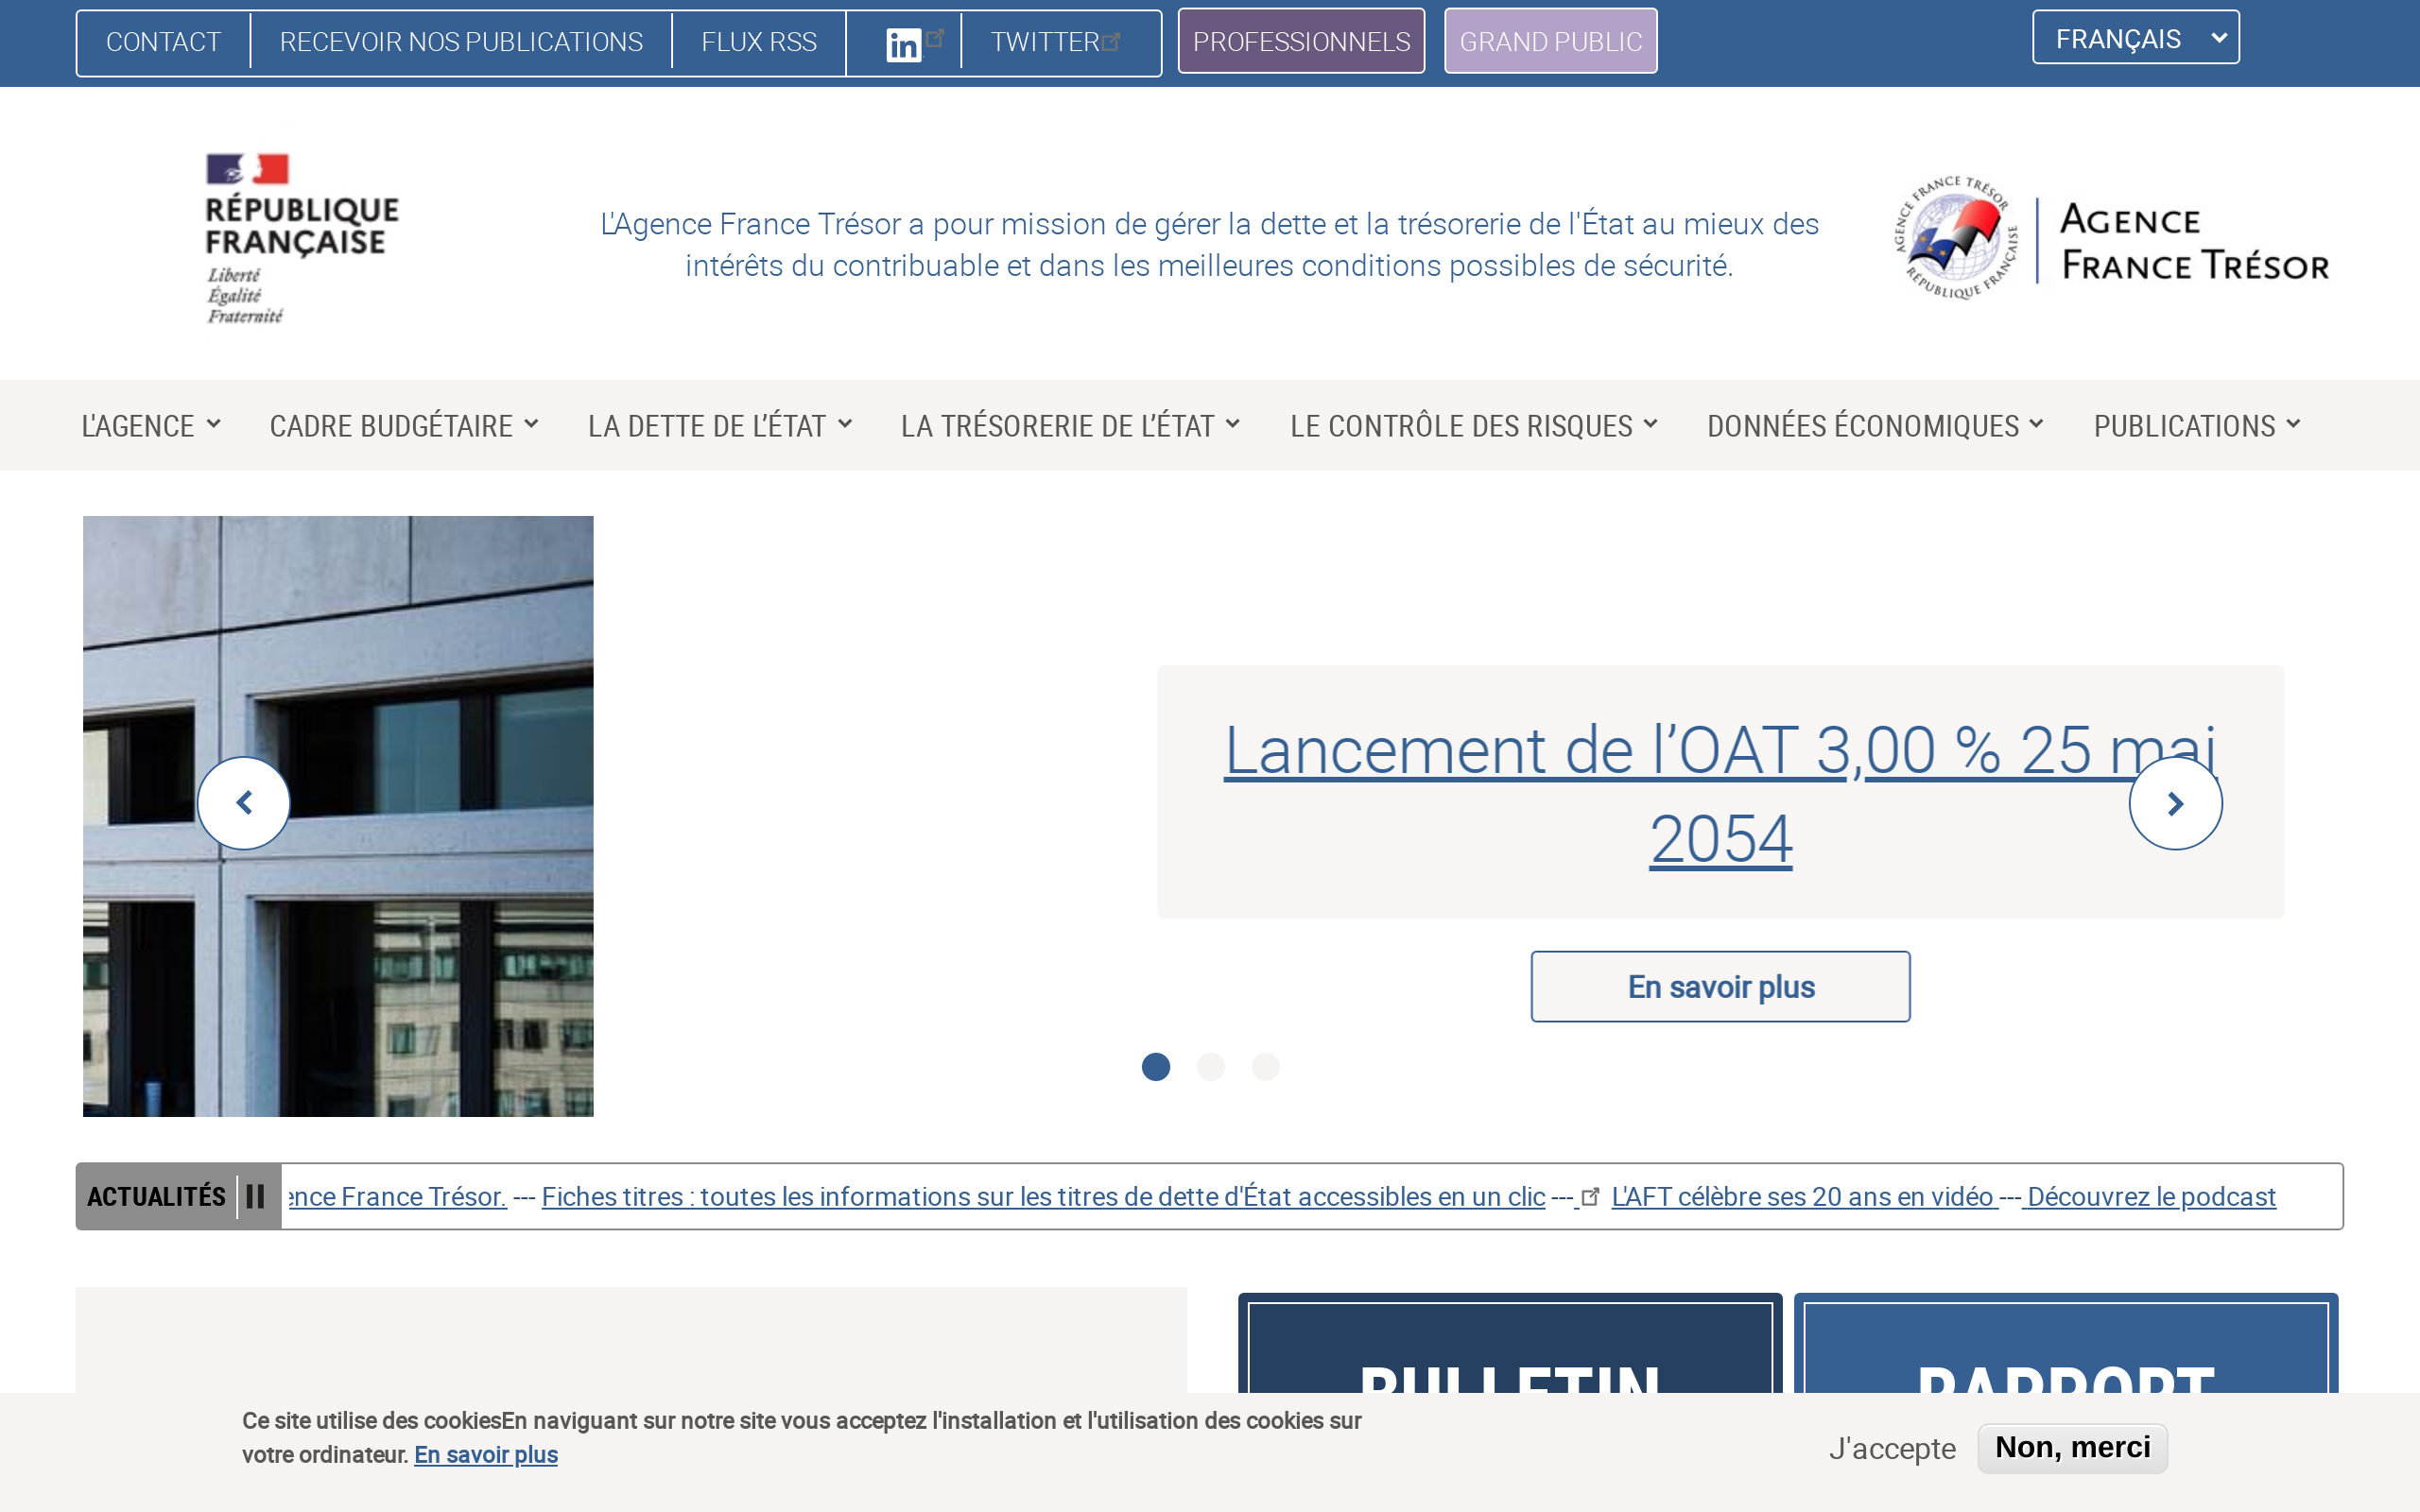 CONTACT
RECEVOIR NOS PUBLICATIONS
FLUX RSS
in
TWITTER
PROFESSIONNELS
GRAND PUBLIC
FRANÇAIS
RÉPUBLIQUE
FRANÇAISE
Liberté
Égalité
Fraternité
L'Agence France Trésor a pour mission de gérer la dette et la trésorerie de l'État au mieux des
intérêts du contribuable et dans les meilleures conditions possibles de sécurité.
AGENCE FRANCE TRÉSOR
RÉPUBLIQUE FRANÇAISE
AGENCE
FRANCE TRÉSOR
L'AGENCE
CADRE BUDGÉTAIRE
LA DETTE DE L’ÉTAT
LA TRÉSORERIE DE L’ÉTAT
LE CONTRÔLE DES RISQUES
DONNÉES ÉCONOMIQUES
PUBLICATIONS
Lancement de l’OAT 3,00 % 25 mai
2054
En savoir plus
ACTUALITÉS
ence France Trésor. --- Fiches titres : toutes les informations sur les titres de dette d'État accessibles en un clic --- L'AFT célèbre ses 20 ans en vidéo --- Découvrez le podcast
BULLETIN
RAPPORT
Ce site utilise des cookiesEn naviguant sur notre site vous acceptez l'installation et l'utilisation des cookies sur
votre ordinateur. En savoir plus
J'accepte
Non, merci